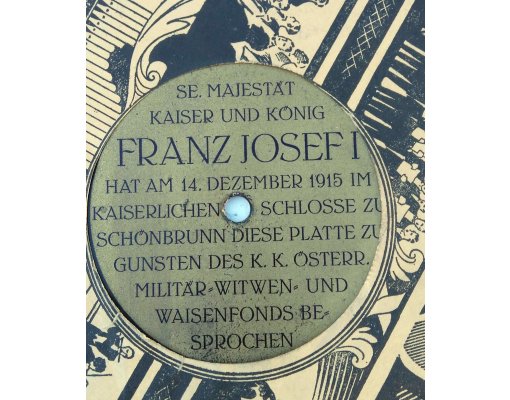 SE. MAJESTÄT
KAISER UND KÖNIG
FRANZ JOSEF I
HAT AM 14. DEZEMBER 1915 IM
KAISERLICHEN SCHLOSSE ZU
SCHÖNBRUNN DIESE PLATTE ZU
GUNSTEN DES K. K. ÖSTERR.
MILITÄR-WITWEN- UND
WAISENFONDS BE-
SPROCHEN